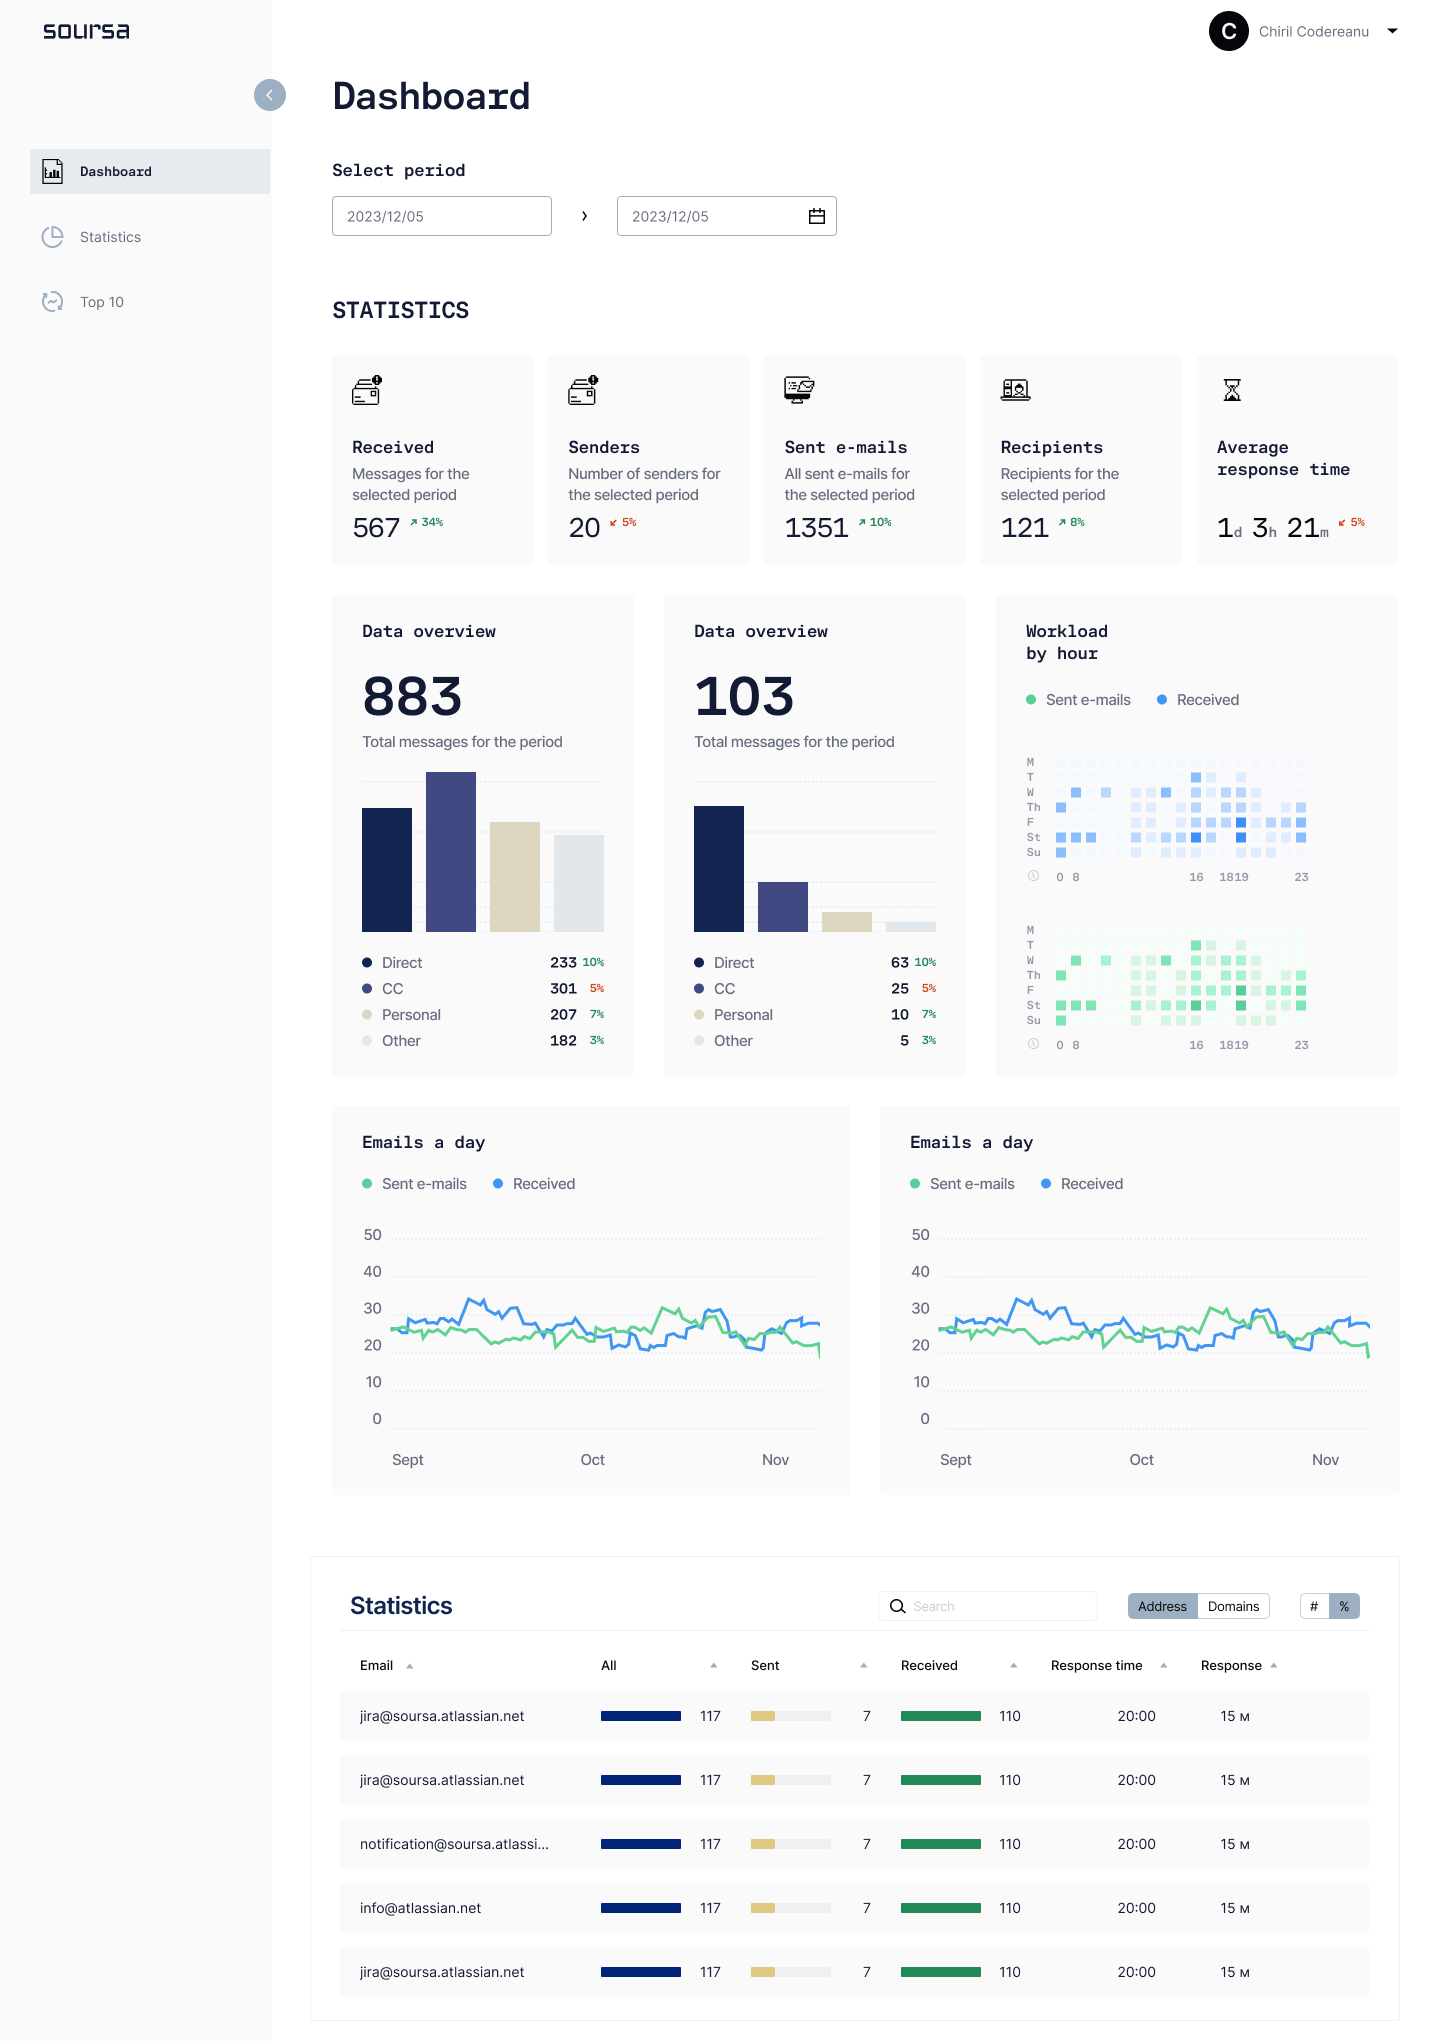 soursa
C
Chiril Codereanu
Dashboard
Dashboard
Statistics
Top 10
Select period
2023/12/05
2023/12/05
STATISTICS
Received
Messages for the
selected period
567 34%
Senders
Number of senders for
the selected period
20 5%
Sent e-mails
All sent e-mails for
the selected period
1351 10%
Recipients
Recipients for the
selected period
121 8%
Average
response time
1d 3h 21m 5%
Data overview
883
Total messages for the period
Direct 233 10%
CC 301 5%
Personal 207 7%
Other 182 3%
Data overview
103
Total messages for the period
Direct 63 10%
CC 25 5%
Personal 10 7%
Other 5 3%
Workload
by hour
Sent e-mails Received
M
T
W
Th
F
St
Su
0 8 16 18 19 23
M
T
W
Th
F
St
Su
0 8 16 18 19 23
Emails a day
Sent e-mails Received
50
40
30
20
10
0
Sept Oct Nov
Emails a day
Sent e-mails Received
50
40
30
20
10
0
Sept Oct Nov
Statistics
Search
Address Domains
# %
Email All Sent Received Response time Response
jira@soursa.atlassian.net 117 7 110 20:00 15 м
jira@soursa.atlassian.net 117 7 110 20:00 15 м
notification@soursa.atlassi... 117 7 110 20:00 15 м
info@atlassian.net 117 7 110 20:00 15 м
jira@soursa.atlassian.net 117 7 110 20:00 15 м